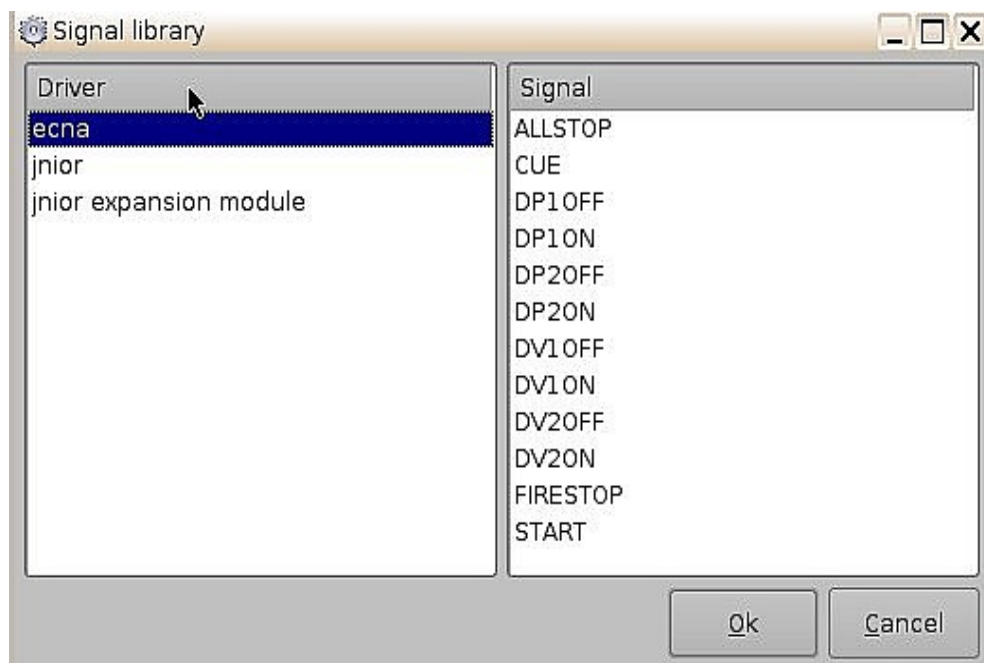 Signal library
Driver
ecna
jnior
jnior expansion module
Signal
ALLSTOP
CUE
DP1OFF
DP1ON
DP2OFF
DP2ON
DV1OFF
DV1ON
DV2OFF
DV2ON
FIRESTOP
START
Ok
Cancel